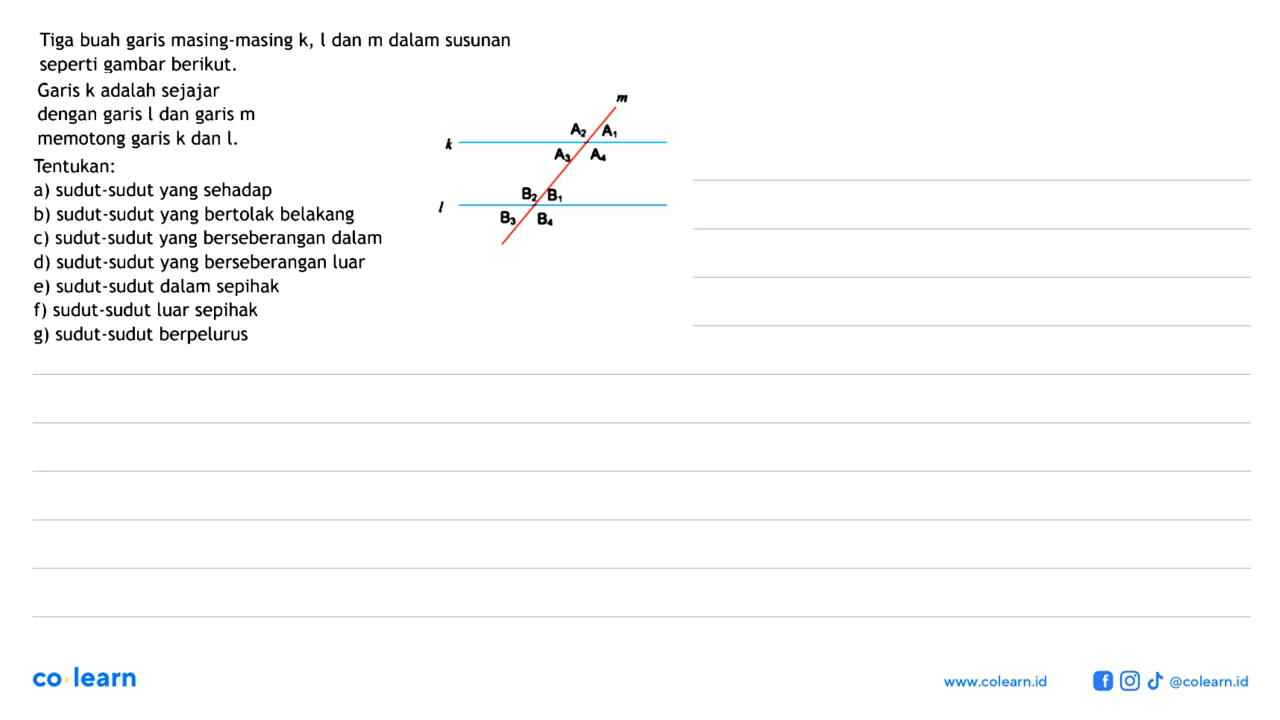 Tiga buah garis masing-masing k, l dan m dalam susunan
seperti gambar berikut.
Garis k adalah sejajar
dengan garis l dan garis m
memotong garis k dan l.
Tentukan:
a) sudut-sudut yang sehadap
b) sudut-sudut yang bertolak belakang
c) sudut-sudut yang berseberangan dalam
d) sudut-sudut yang berseberangan luar
e) sudut-sudut dalam sepihak
f) sudut-sudut luar sepihak
g) sudut-sudut berpelurus
m
A₂ A₁
k
A₃ A₄
B₂ B₁
l
B₃ B₄
co learn
www.colearn.id @colearn.id